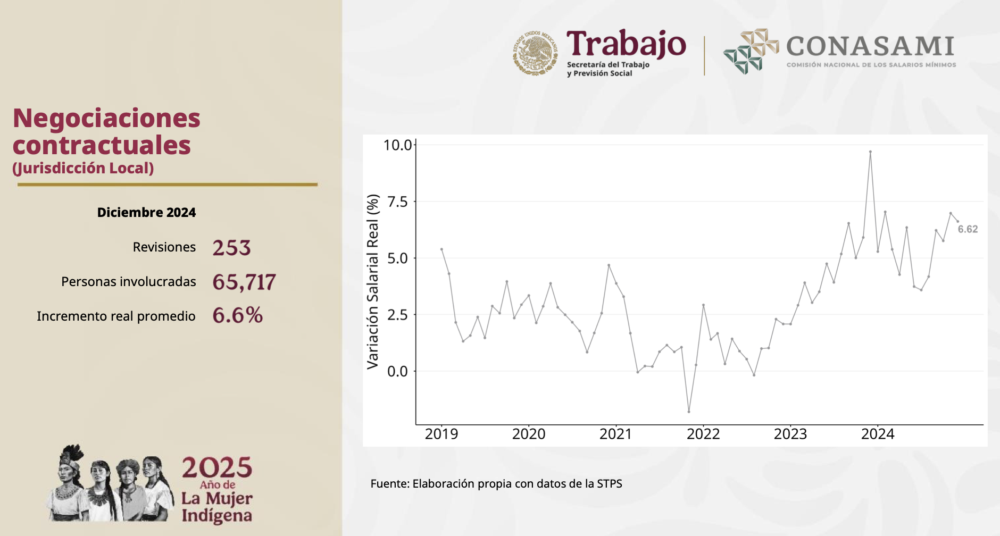 ESTADOS UNIDOS MEXICANOS
Trabajo
Secretaría del Trabajo
y Previsión Social
CONASAMI
COMISIÓN NACIONAL DE LOS SALARIOS MÍNIMOS
Negociaciones
contractuales
(Jurisdicción Local)
Diciembre 2024
Revisiones 253
Personas involucradas 65,717
Incremento real promedio 6.6%
Variación Salarial Real (%)
10.0
7.5
5.0
2.5
0.0
6.62
2019 2020 2021 2022 2023 2024
Fuente: Elaboración propia con datos de la STPS
2025
Año de
La Mujer
Indígena